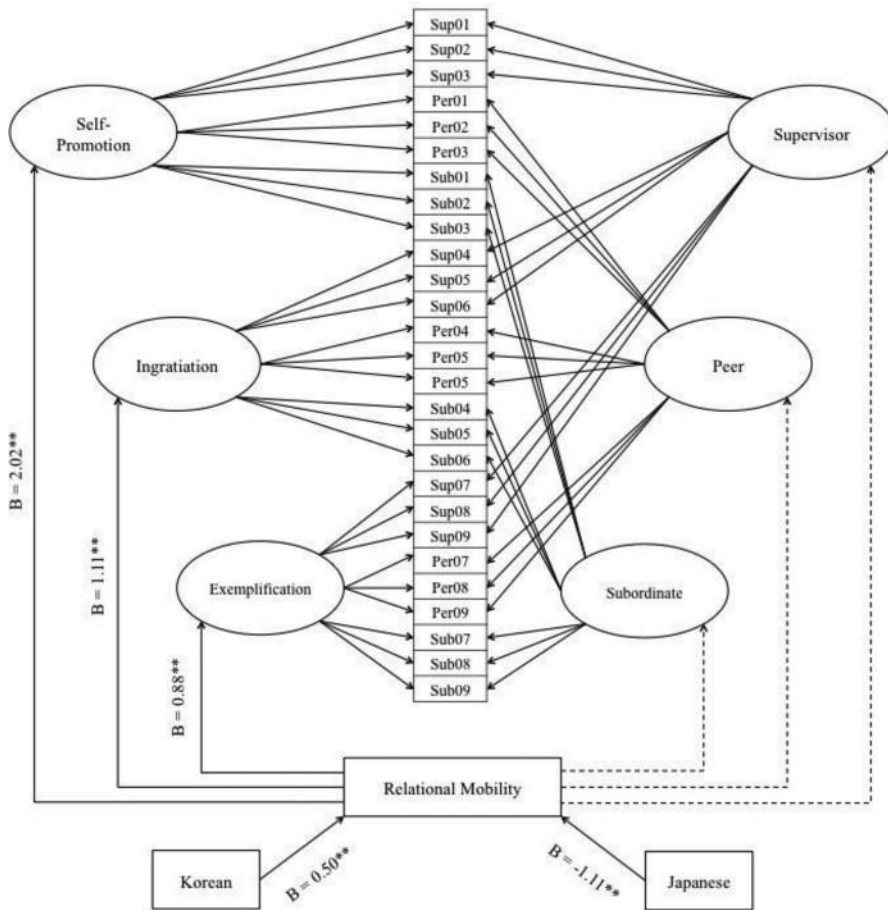 Sup01
Sup02
Sup03
Per01
Per02
Per03
Sub01
Sub02
Sub03
Sup04
Sup05
Sup06
Per04
Per05
Per05
Sub04
Sub05
Sub06
Sup07
Sup08
Sup09
Per07
Per08
Per09
Sub07
Sub08
Sub09
Self-
Promotion
Ingratiation
Exemplification
Supervisor
Peer
Subordinate
B = 2.02**
B = 1.11**
B = 0.88**
Relational Mobility
Korean
B = 0.50**
B = -1.11**
Japanese